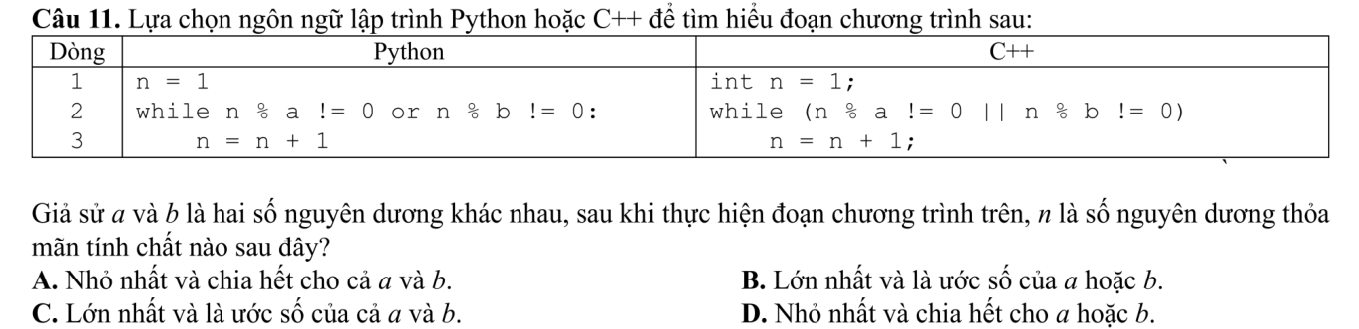 Câu 11. Lựa chọn ngôn ngữ lập trình Python hoặc C++ để tìm hiểu đoạn chương trình sau:
Dòng Python C++
1 n = 1 int n = 1;
2 while n % a != 0 or n % b != 0: while (n % a != 0 || n % b != 0)
3 n = n + 1 n = n + 1;
Giả sử a và b là hai số nguyên dương khác nhau, sau khi thực hiện đoạn chương trình trên, n là số nguyên dương thỏa
mãn tính chất nào sau đây?
A. Nhỏ nhất và chia hết cho cả a và b. B. Lớn nhất và là ước số của a hoặc b.
C. Lớn nhất và là ước số của cả a và b. D. Nhỏ nhất và chia hết cho a hoặc b.